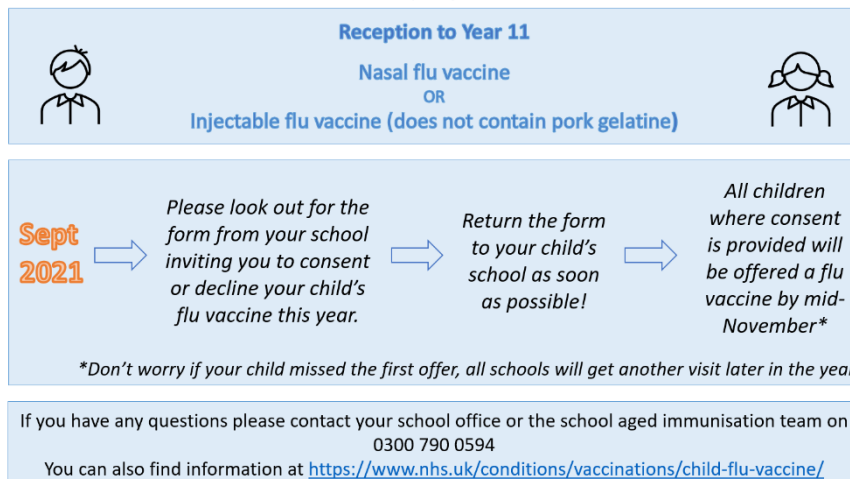 Reception to Year 11
Nasal flu vaccine
OR
Injectable flu vaccine (does not contain pork gelatine)
Sept
2021
Please look out for the
form from your school
inviting you to consent
or decline your child's
flu vaccine this year.
Return the form
to your child's
school as soon
as possible!
All children
where consent
is provided will
be offered a flu
vaccine by mid-
November*
*Don't worry if your child missed the first offer, all schools will get another visit later in the year
If you have any questions please contact your school office or the school aged immunisation team on
0300 790 0594
You can also find information at https://www.nhs.uk/conditions/vaccinations/child-flu-vaccine/